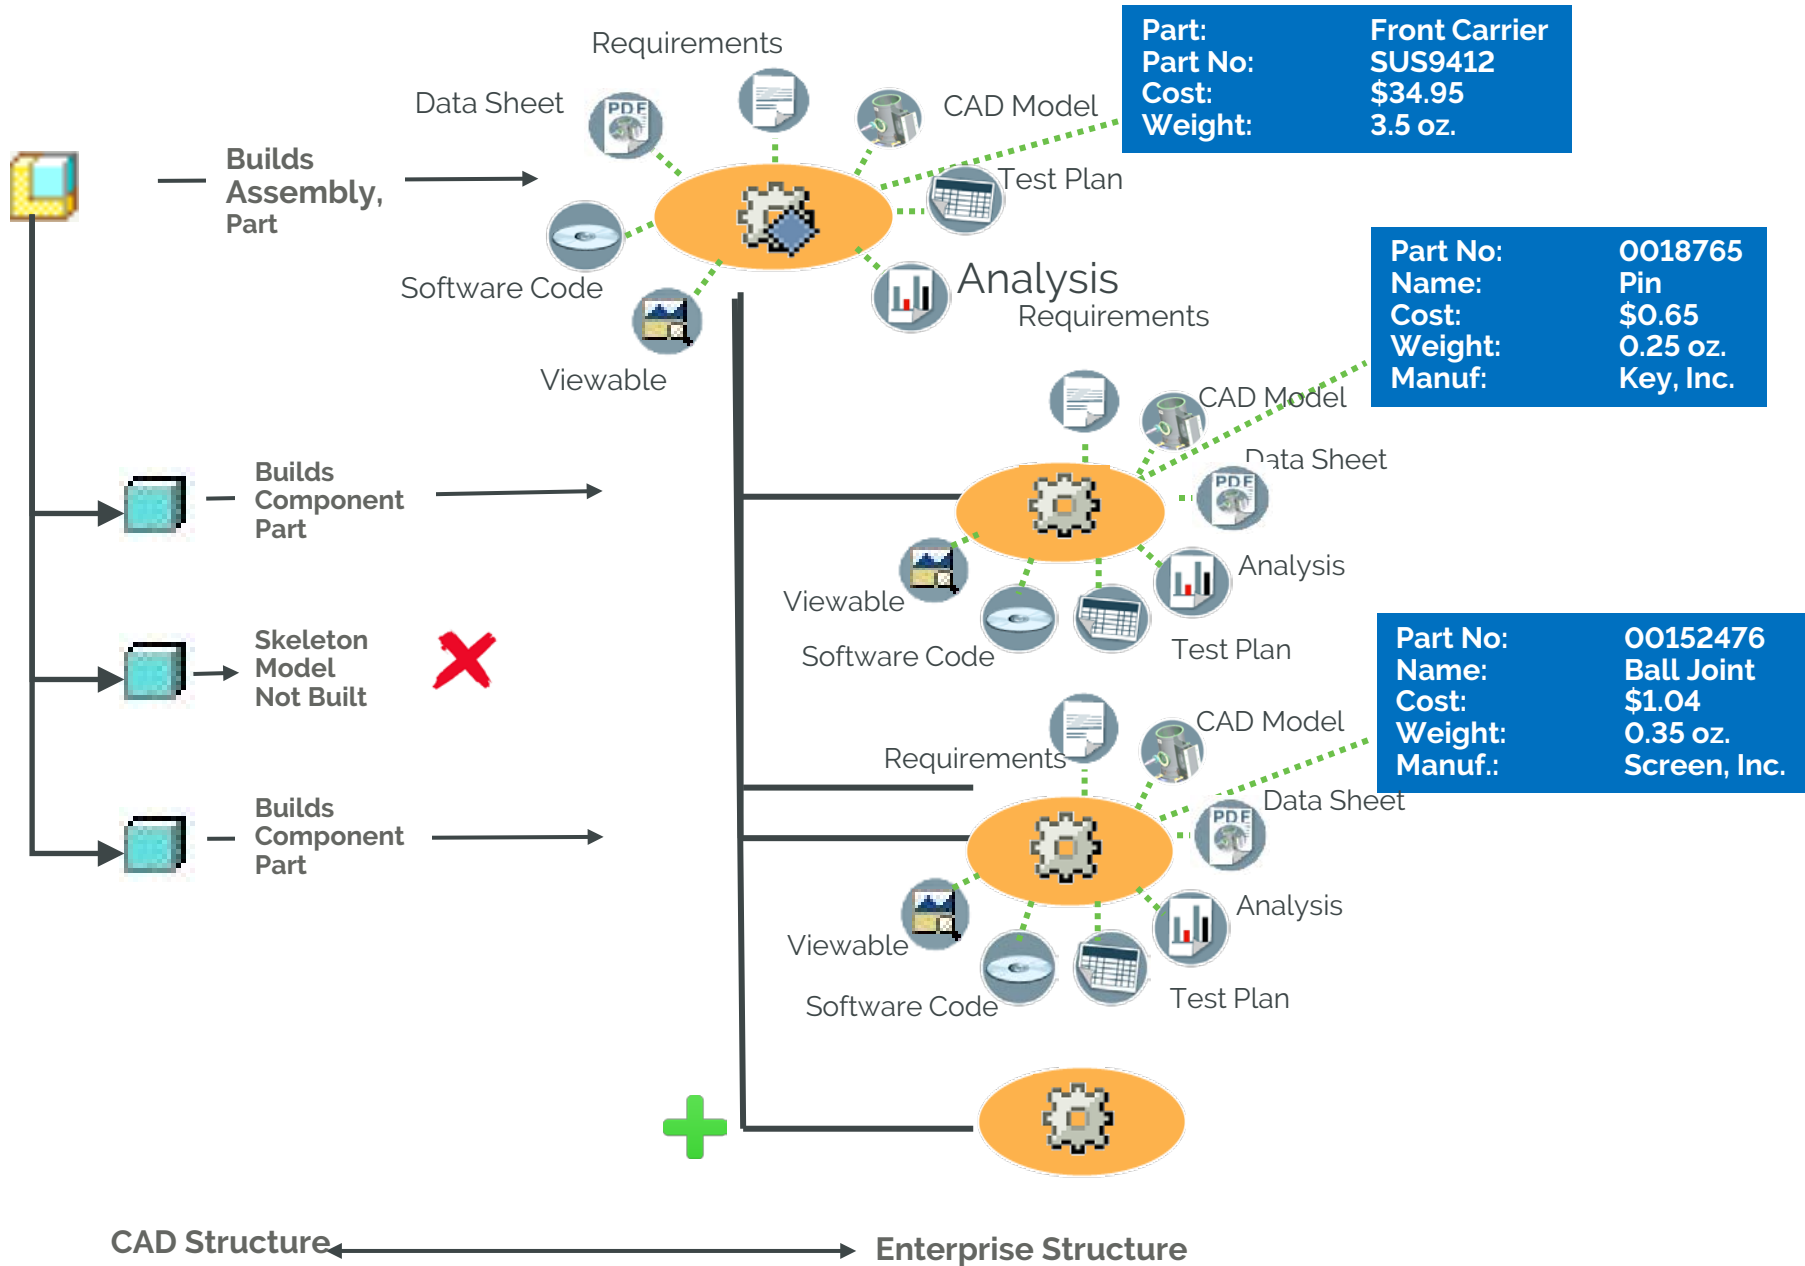 Requirements
Data Sheet
CAD Model
Test Plan
Builds
Assembly,
Part
Software Code
Viewable
Analysis
Part: Front Carrier
Part No: SUS9412
Cost: $34.95
Weight: 3.5 oz.
Part No: 0018765
Name: Pin
Cost: $0.65
Weight: 0.25 oz.
Manuf: Key, Inc.
Requirements
CAD Model
Data Sheet
PDF
PDF
Builds
Component
Part
Analysis
Viewable
Software Code
Test Plan
Skeleton
Model
Not Built
Part No: 00152476
Name: Ball Joint
Cost: $1.04
Weight: 0.35 oz.
Manuf.: Screen, Inc.
Requirements
CAD Model
Data Sheet
PDF
Builds
Component
Part
Analysis
Viewable
Software Code
Test Plan
CAD Structure
Enterprise Structure